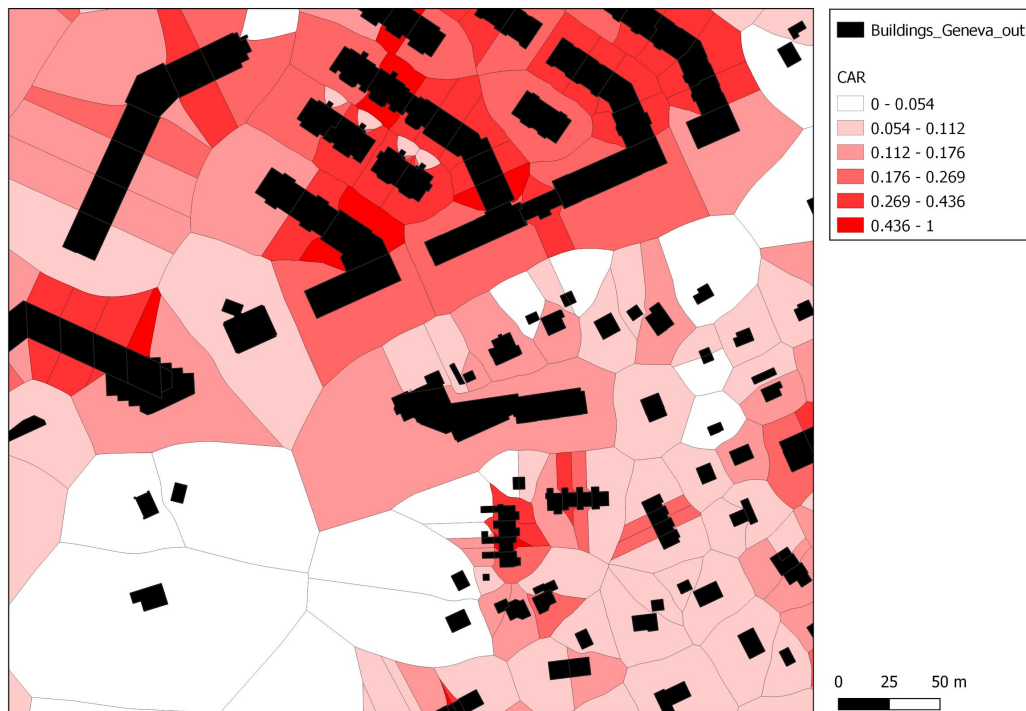 Buildings_Geneva_out
CAR
0 - 0.054
0.054 - 0.112
0.112 - 0.176
0.176 - 0.269
0.269 - 0.436
0.436 - 1
0 25 50 m